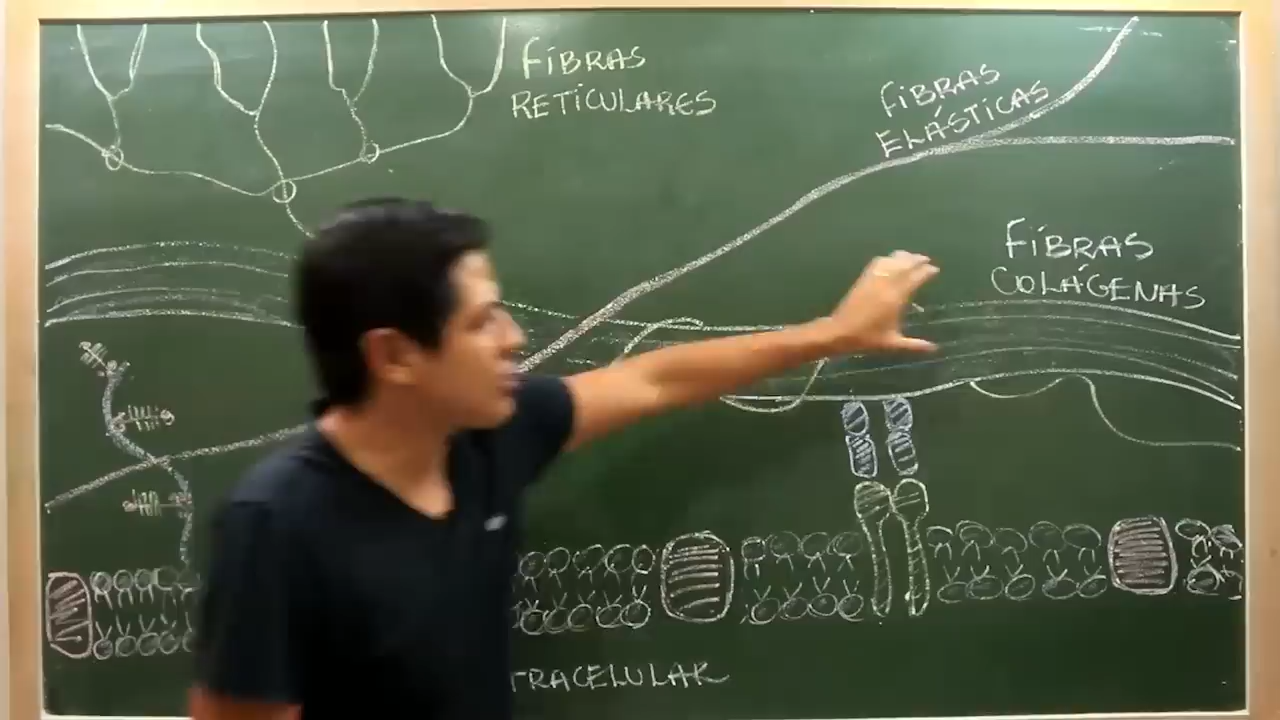 FIBRAS
RETICULARES
FIBRAS
ELÁSTICAS
FIBRAS
COLÁGENAS
TRACELULAR